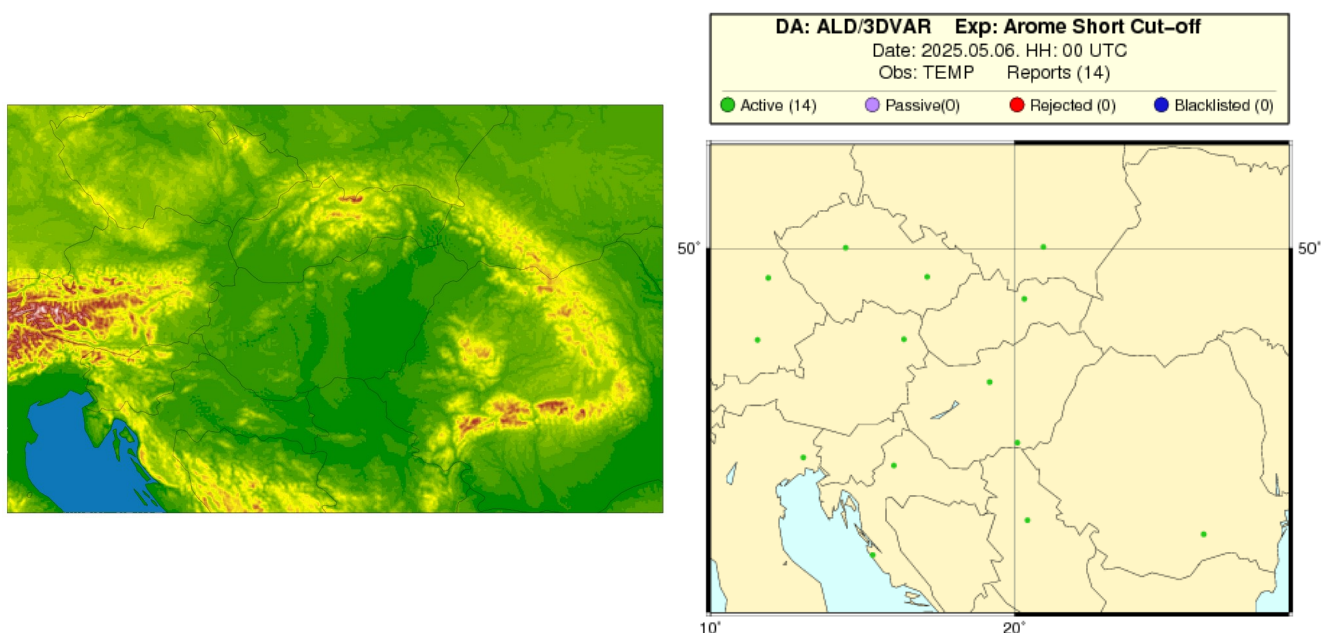 DA: ALD/3DVAR Exp: Arome Short Cut-off
Date: 2025.05.06. HH: 00 UTC
Obs: TEMP Reports (14)
Active (14) Passive(0) Rejected (0) Blacklisted (0)
50˚ 50˚
10˚ 20˚